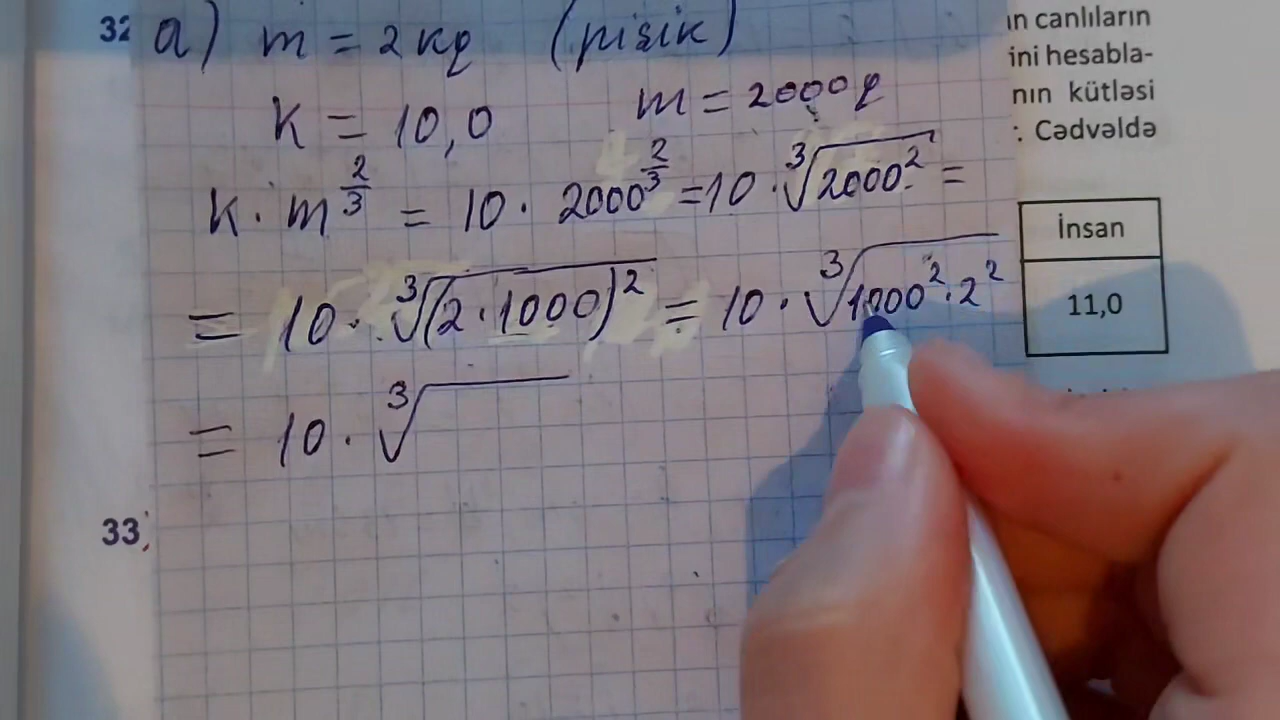 32 a) m = 2 kq (pişik)
k = 10,0 m = 2000 q
k · m^(2/3) = 10 · 2000^(2/3) = 10 · ∛(2000²) =
= 10 · ∛((2 · 1000)²) = 10 · ∛(1000² · 2²)
= 10 · ∛
33
ın canlıların
ini hesabla-
nın kütləsi
: Cədvəldə
İnsan
11,0